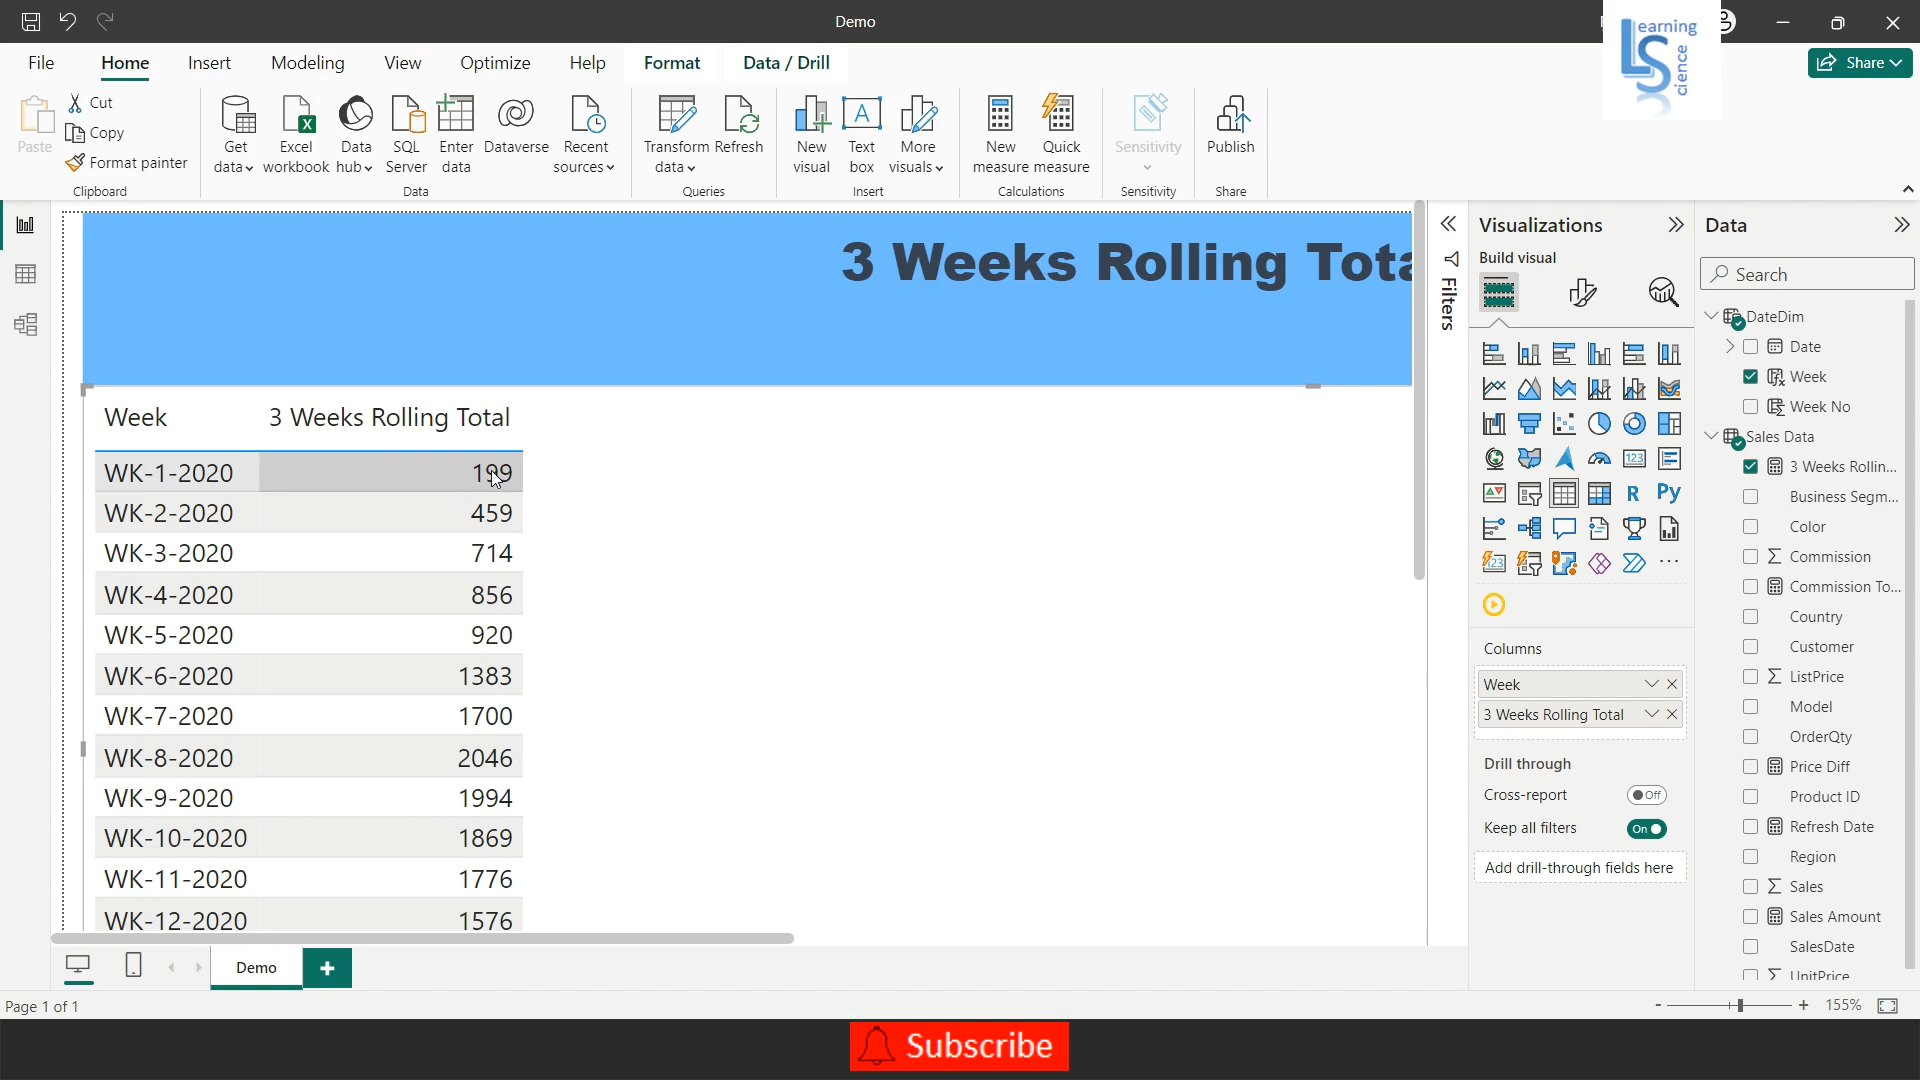 Demo
Learning
Science
File Home Insert Modeling View Optimize Help Format Data / Drill
Share
Paste
Cut
Copy
Format painter
Clipboard
Get data
Excel workbook
Data hub
SQL Server
Enter data
Dataverse
Recent sources
Data
Transform data
Refresh
Queries
New visual
Text box
More visuals
Insert
New measure
Quick measure
Calculations
Sensitivity
Sensitivity
Publish
Share
3 Weeks Rolling Tota
Week 3 Weeks Rolling Total
WK-1-2020 199
WK-2-2020 459
WK-3-2020 714
WK-4-2020 856
WK-5-2020 920
WK-6-2020 1383
WK-7-2020 1700
WK-8-2020 2046
WK-9-2020 1994
WK-10-2020 1869
WK-11-2020 1776
WK-12-2020 1576
Filters
Visualizations
Build visual
123
R
Py
123
Columns
Week
3 Weeks Rolling Total
Drill through
Cross-report Off
Keep all filters On
Add drill-through fields here
Data
Search
DateDim
Date
Week
Week No
Sales Data
3 Weeks Rollin...
Business Segm...
Color
Commission
Commission To...
Country
Customer
ListPrice
Model
OrderQty
Price Diff
Product ID
Refresh Date
Region
Sales
Sales Amount
SalesDate
UnitPrice
Demo
Page 1 of 1
- + 155%
Subscribe